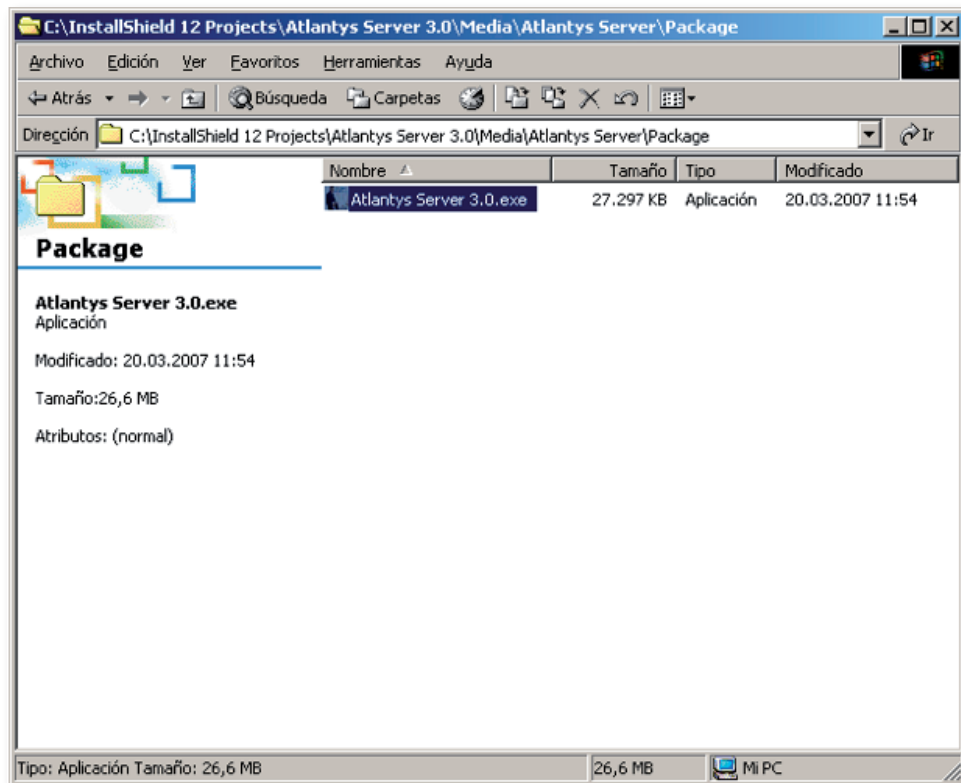 C:\InstallShield 12 Projects\Atlantys Server 3.0\Media\Atlantys Server\Package
Archivo Edición Ver Favoritos Herramientas Ayuda
Atrás Búsqueda Carpetas
Dirección C:\InstallShield 12 Projects\Atlantys Server 3.0\Media\Atlantys Server\Package Ir
Nombre Tamaño Tipo Modificado
Atlantys Server 3.0.exe 27.297 KB Aplicación 20.03.2007 11:54
Package
Atlantys Server 3.0.exe
Aplicación
Modificado: 20.03.2007 11:54
Tamaño:26,6 MB
Atributos: (normal)
Tipo: Aplicación Tamaño: 26,6 MB 26,6 MB Mi PC